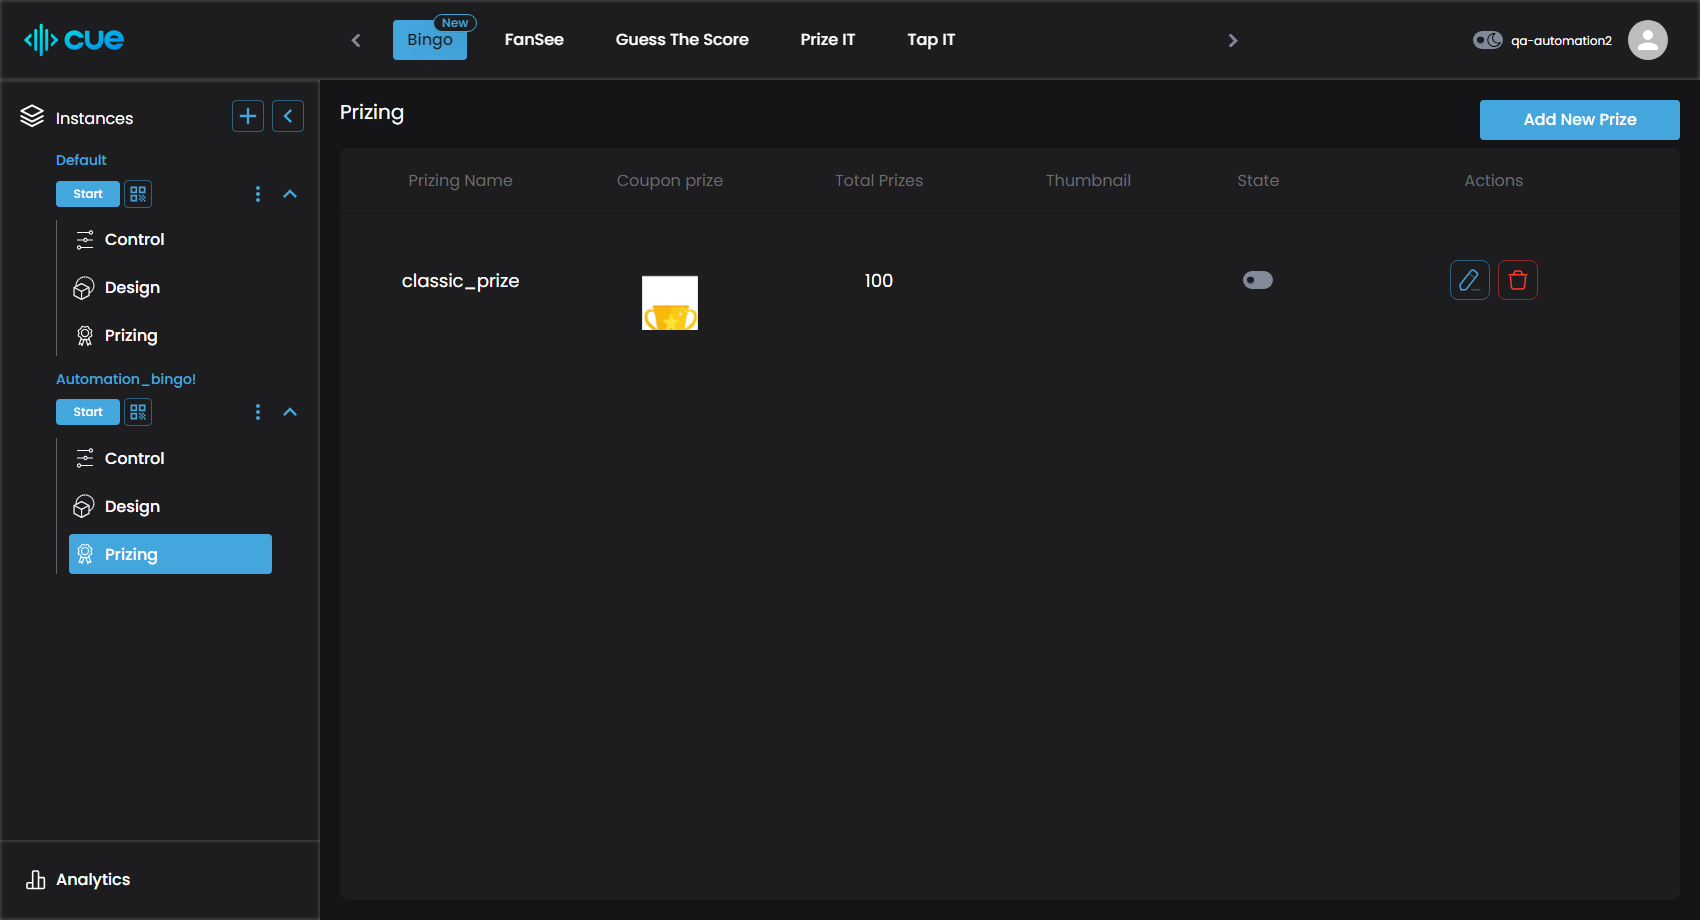 cue
New
Bingo
FanSee
Guess The Score
Prize IT
Tap IT
qa-automation2
Instances
Default
Start
Control
Design
Prizing
Automation_bingo!
Start
Control
Design
Prizing
Analytics
Prizing
Add New Prize
Prizing Name
Coupon prize
Total Prizes
Thumbnail
State
Actions
classic_prize
100